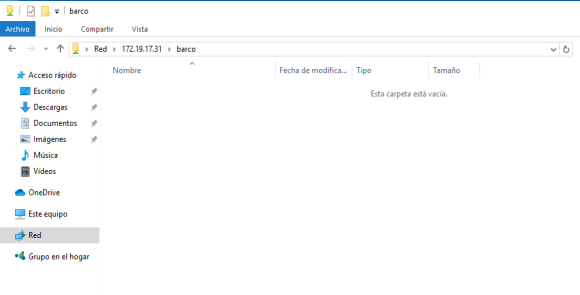 barco
Archivo Inicio Compartir Vista
Red > 172.19.17.31 > barco
Nombre Fecha de modifica... Tipo Tamaño
Esta carpeta está vacía.
Acceso rápido
Escritorio
Descargas
Documentos
Imágenes
Música
Vídeos
OneDrive
Este equipo
Red
Grupo en el hogar